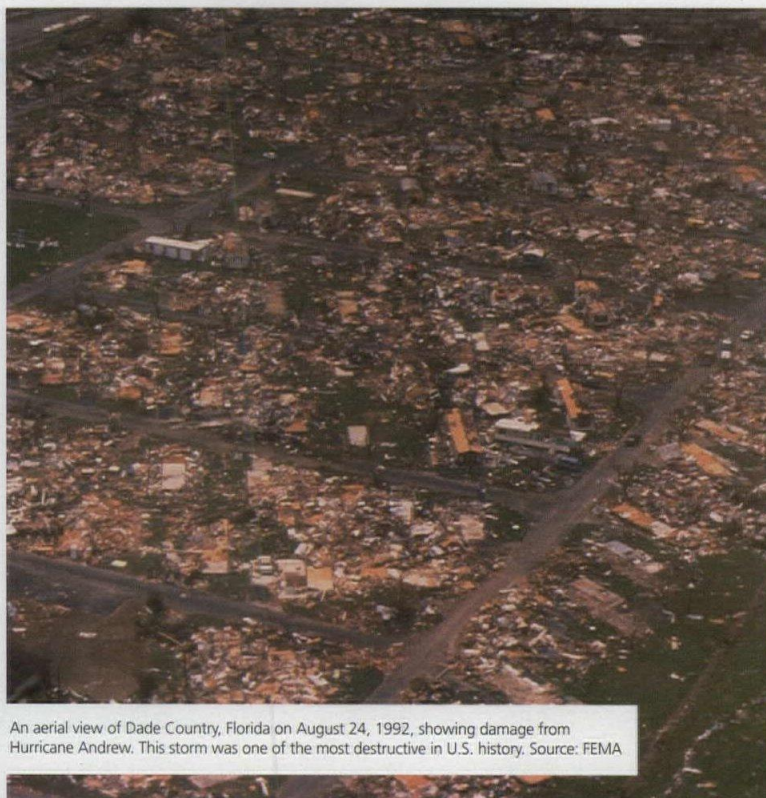 An aerial view of Dade Country, Florida on August 24, 1992, showing damage from
Hurricane Andrew. This storm was one of the most destructive in U.S. history. Source: FEMA